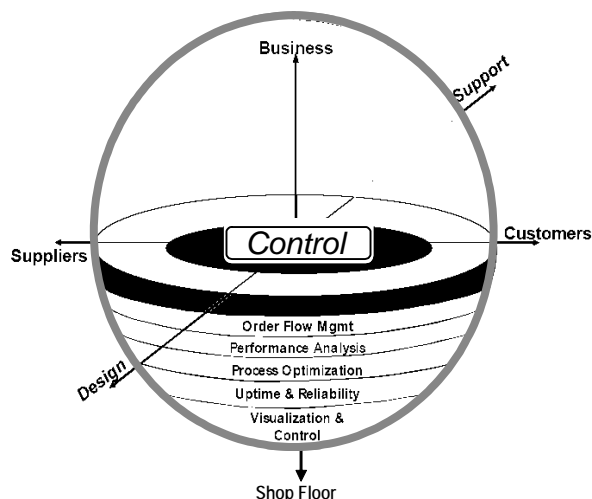 Business
Support
Control
Customers
Suppliers
Order Flow Mgmt
Performance Analysis
Design
Process Optimization
Uptime & Reliability
Visualization &
Control
Shop Floor